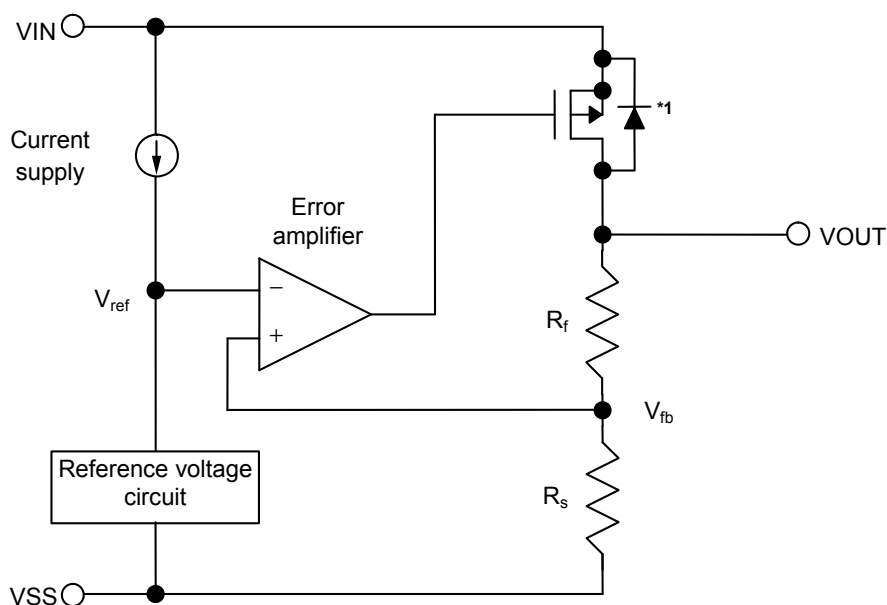 VIN
*1
Current
supply
Error
amplifier
VOUT
Vref
−
+
Rf
Vfb
Reference voltage
circuit
Rs
VSS